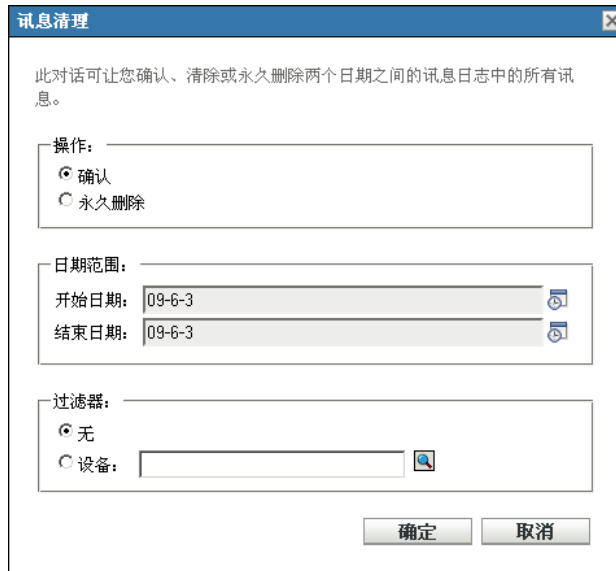 讯息清理
此对话可让您确认、清除或永久删除两个日期之间的讯息日志中的所有讯
息。
操作：
确认
永久删除
日期范围：
开始日期： 09-6-3
结束日期： 09-6-3
过滤器：
无
设备：
确定 取消